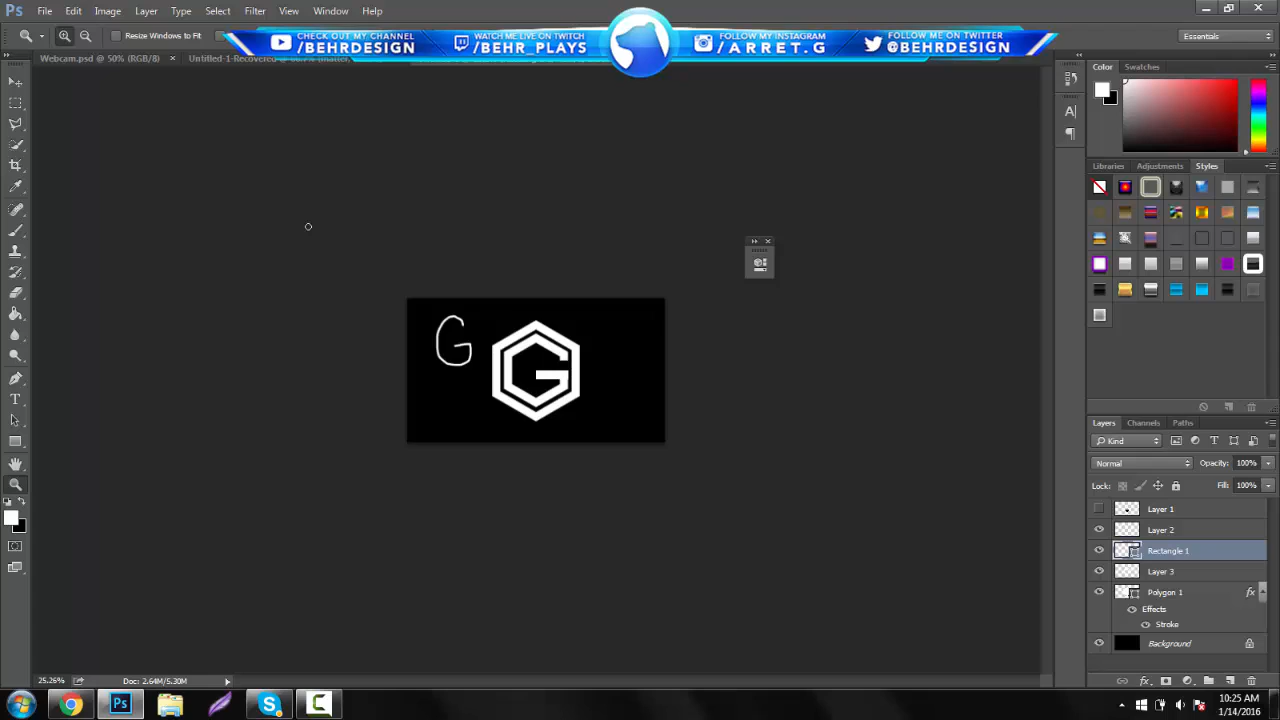 Ps File Edit Image Layer Type Select Filter View Window Help
Resize Windows to Fit
CHECK OUT MY CHANNEL
/BEHRDESIGN
WATCH ME LIVE ON TWITCH
/BEHR_PLAYS
FOLLOW MY INSTAGRAM
/ARRET.G
FOLLOW ME ON TWITTER
@BEHRDESIGN
Essentials
Webcam.psd @ 50% (RGB/8) ×
Untitled-1-Recovered @
Color Swatches
Libraries Adjustments Styles
G
G
Layers Channels Paths
Kind
Normal Opacity: 100%
Lock: Fill: 100%
Layer 1
Layer 2
Rectangle 1
Layer 3
Polygon 1 fx
Effects
Stroke
Background
25.26% Doc: 2.64M/5.30M
10:25 AM
1/14/2016